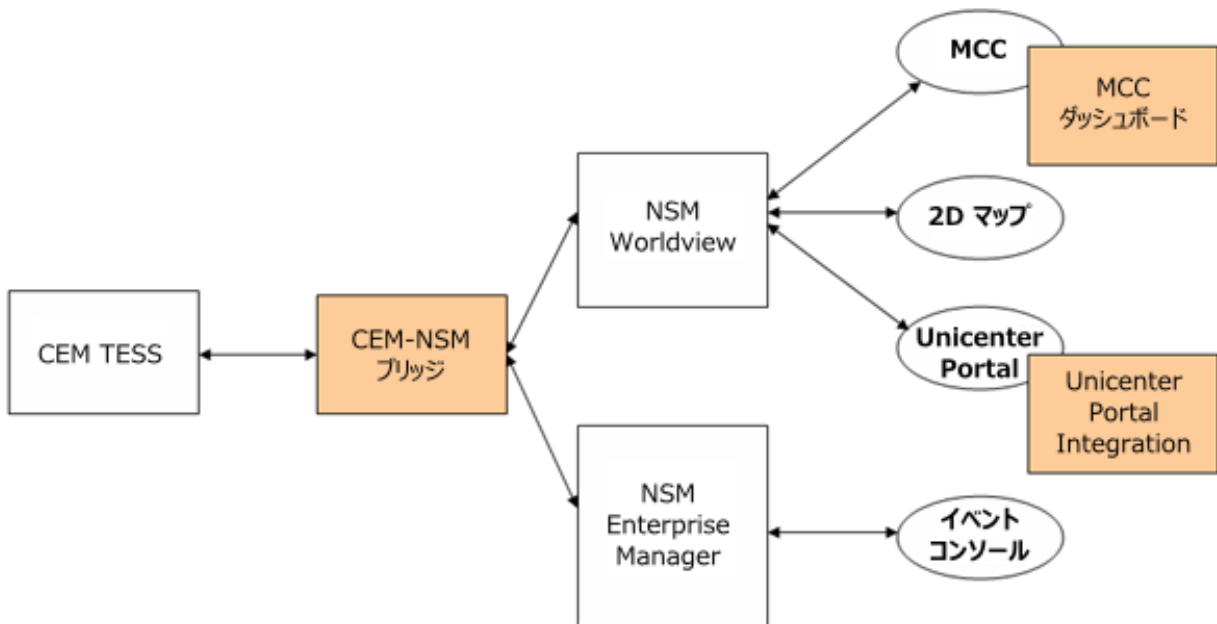 MCC
MCC
ダッシュボード
NSM
Worldview
2D マップ
CEM TESS
CEM-NSM
ブリッジ
Unicenter
Portal
Unicenter
Portal
Integration
NSM
Enterprise
Manager
イベント
コンソール